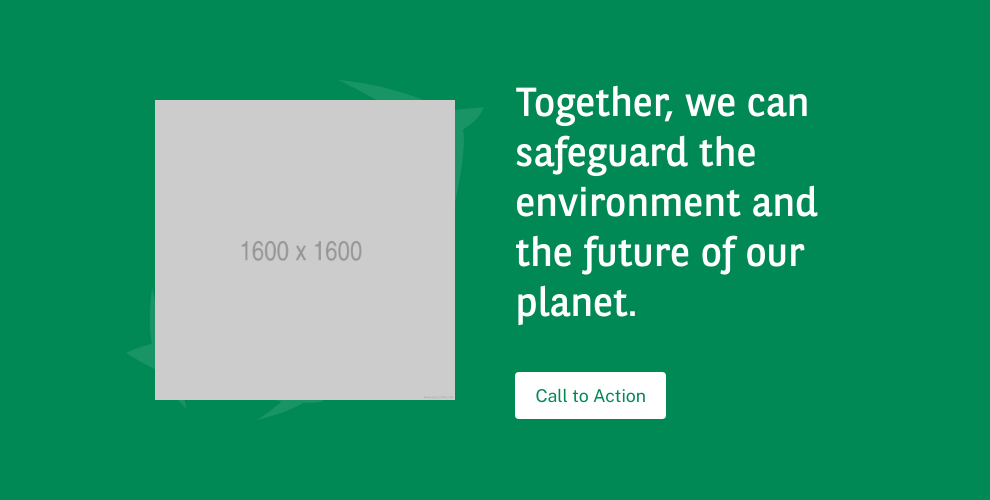 Together, we can
safeguard the
environment and
the future of our
planet.
1600 x 1600
Call to Action